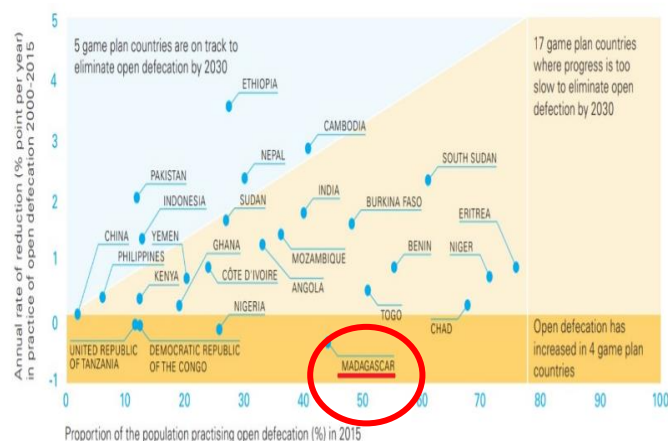 Annual rate of reduction (% point per year)
in practice of open defecation 2000-2015
5
4
3
2
1
0
-1
5 game plan countries are on track to
eliminate open defecation by 2030
17 game plan countries
where progress is too
slow to eliminate open
defection by 2030
ETHIOPIA
CAMBODIA
NEPAL
SOUTH SUDAN
PAKISTAN
INDONESIA
SUDAN
INDIA
BURKINA FASO
ERITREA
CHINA
YEMEN
PHILIPPINES
GHANA
MOZAMBIQUE
BENIN
NIGER
KENYA
CÔTE D'IVOIRE
ANGOLA
NIGERIA
TOGO
CHAD
UNITED REPUBLIC
OF TANZANIA
DEMOCRATIC REPUBLIC
OF THE CONGO
MADAGASCAR
Open defecation has
increased in 4 game plan
countries
0 10 20 30 40 50 60 70 80 90 100
Proportion of the population practising open defecation (%) in 2015